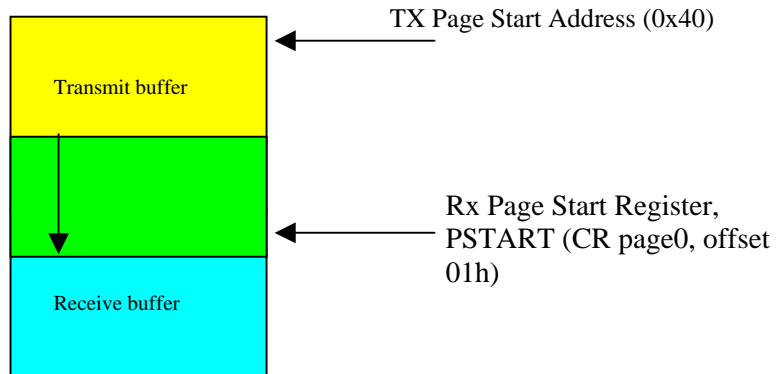 TX Page Start Address (0x40)
Transmit buffer
Rx Page Start Register,
PSTART (CR page0, offset
01h)
Receive buffer